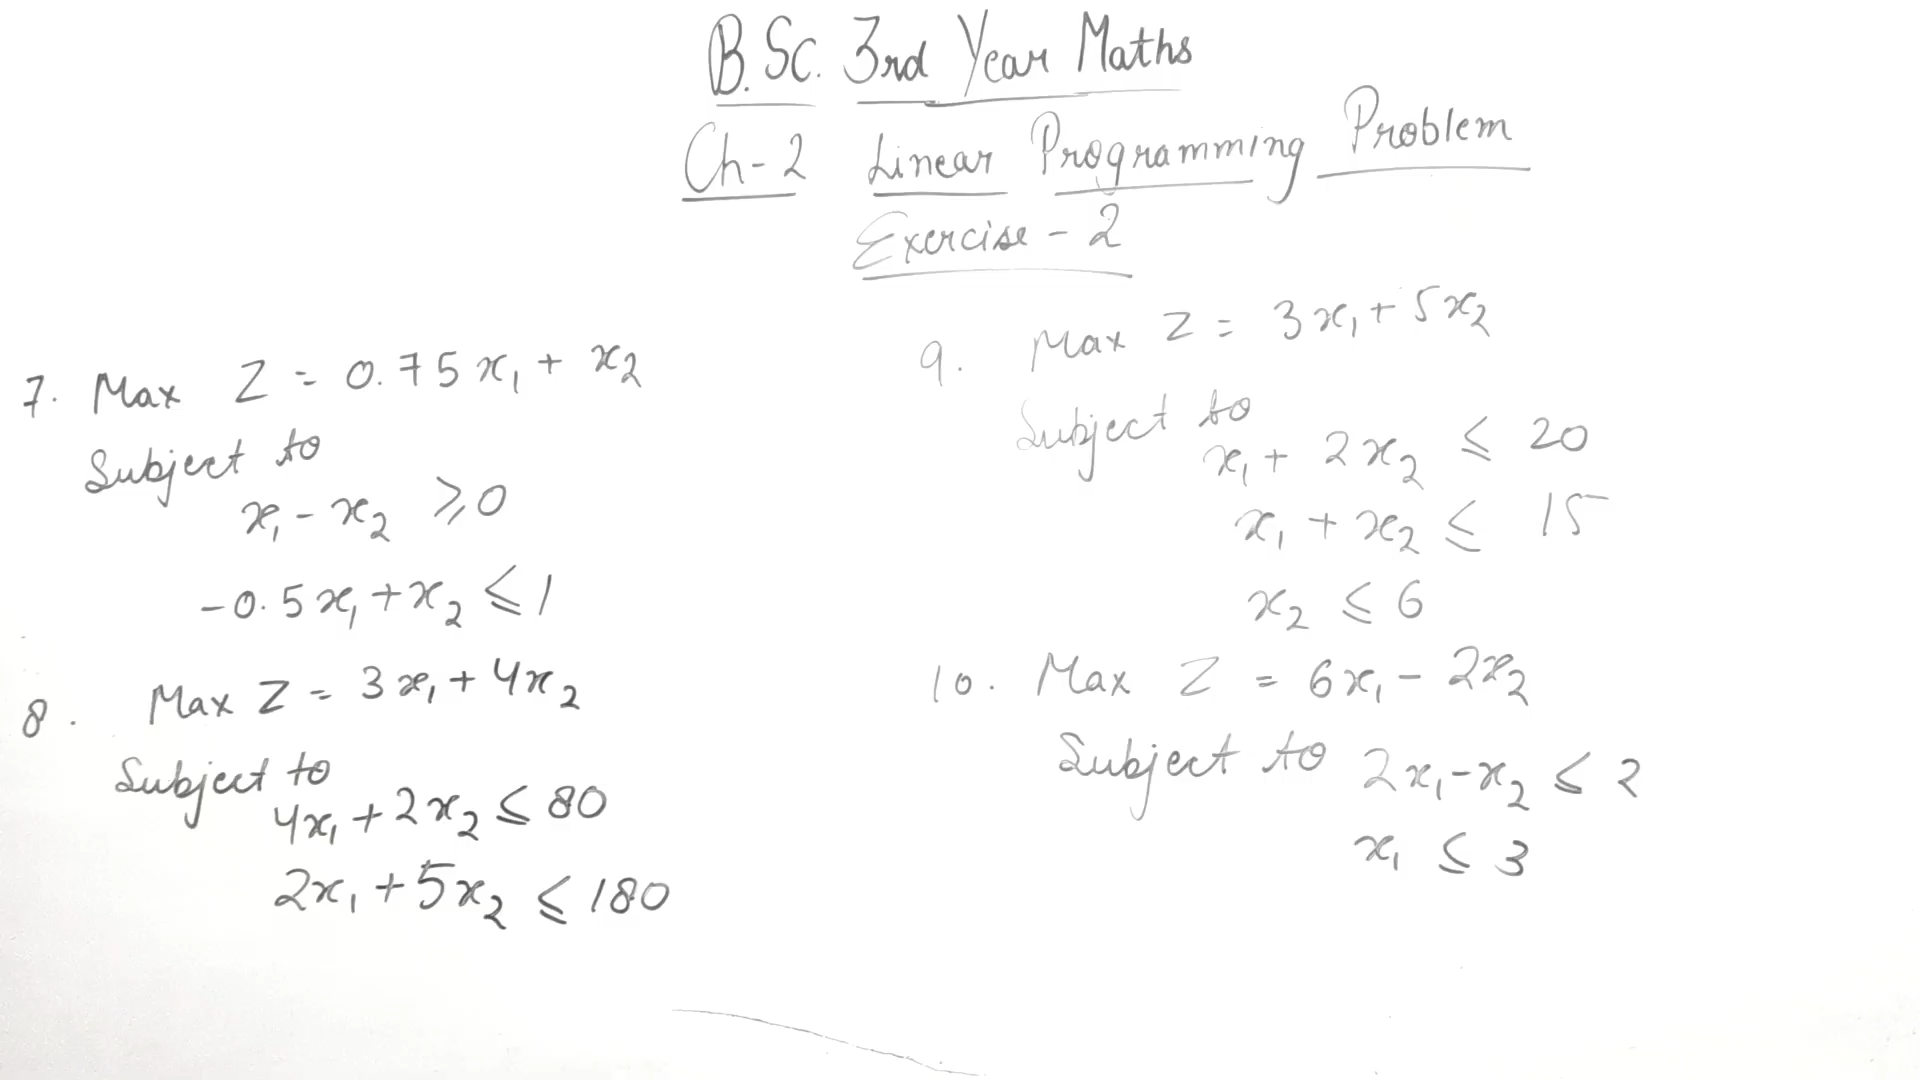 B.Sc. 3rd Year Maths
Ch-2 Linear Programming Problem
Exercise - 2
7. Max Z = 0.75x₁ + x₂
Subject to
x₁ - x₂ ⩾ 0
-0.5x₁ + x₂ ⩽ 1
8. Max Z = 3x₁ + 4x₂
Subject to
4x₁ + 2x₂ ⩽ 80
2x₁ + 5x₂ ⩽ 180
9. Max Z = 3x₁ + 5x₂
Subject to
x₁ + 2x₂ ⩽ 20
x₁ + x₂ ⩽ 15
x₂ ⩽ 6
10. Max Z = 6x₁ - 2x₂
Subject to 2x₁ - x₂ ⩽ 2
x₁ ⩽ 3